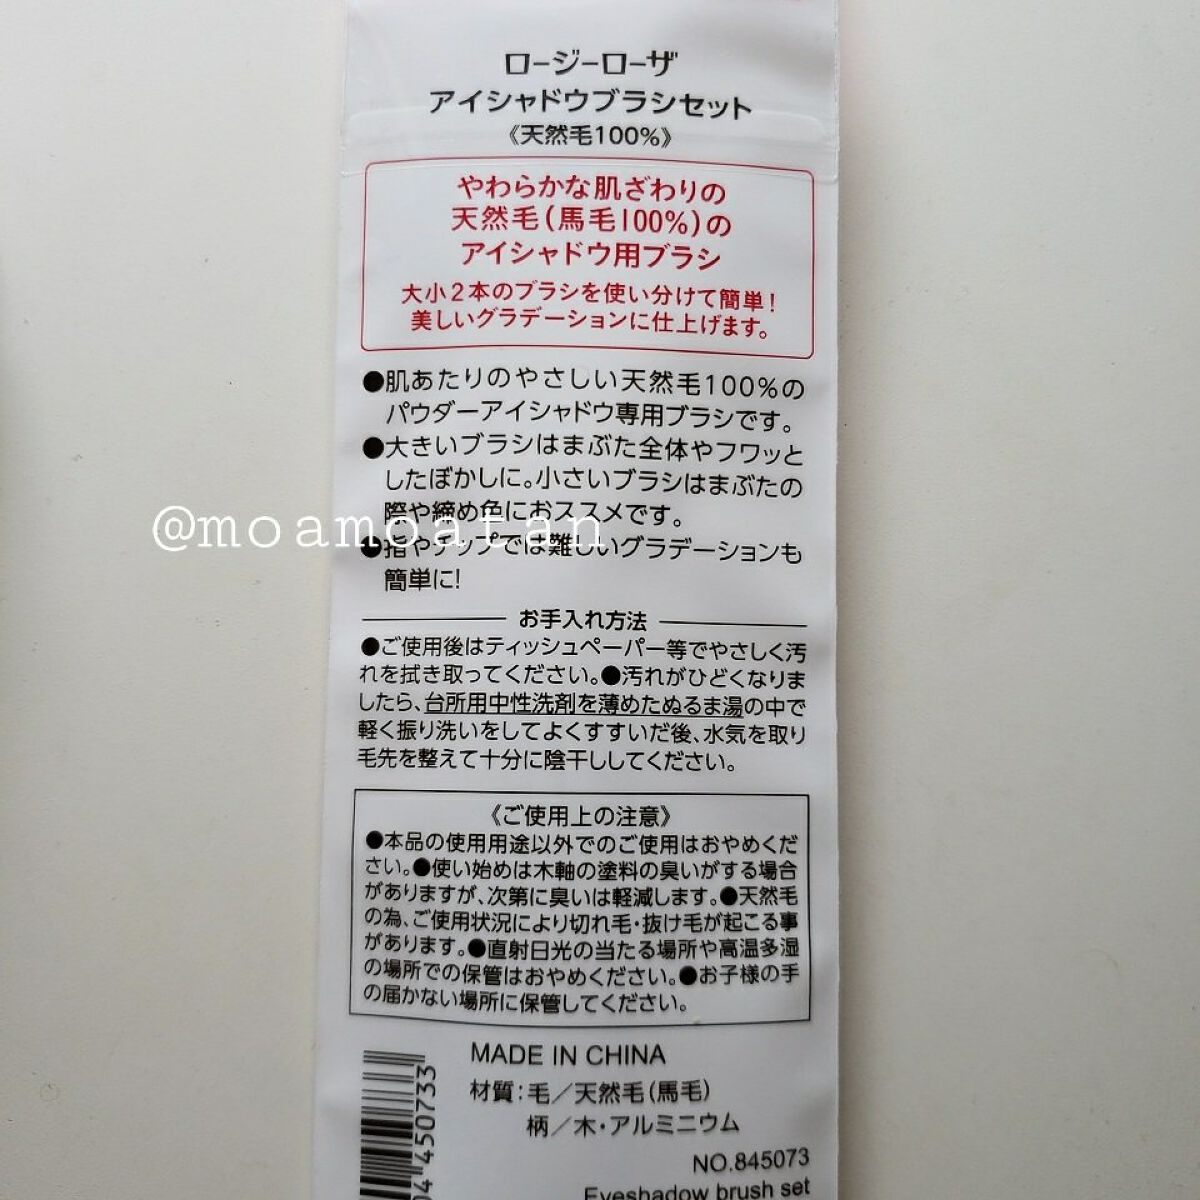 ロージーローザ
アイシャドウブラシセット
《天然毛100%》
やわらかな肌ざわりの
天然毛(馬毛100%)の
アイシャドウ用ブラシ
大小2本のブラシを使い分けて簡単!
美しいグラデーションに仕上げます。
●肌あたりのやさしい天然毛100%の
パウダーアイシャドウ専用ブラシです。
●大きいブラシはまぶた全体やフワッと
したぼかしに。小さいブラシはまぶたの
際や締め色におススメです。
@moamoatan
●指やチップでは難しいグラデーションも
簡単に!
お手入れ方法
●ご使用後はティッシュペーパー等でやさしく汚
れを拭き取ってください。●汚れがひどくなりま
したら、台所用中性洗剤を薄めたぬるま湯の中で
軽く振り洗いをしてよくすすいだ後、水気を取り
毛先を整えて十分に陰干ししてください。
《ご使用上の注意》
●本品の使用用途以外でのご使用はおやめくだ
さい。●使い始めは木軸の塗料の臭いがする場合
がありますが、次第に臭いは軽減します。●天然毛
の為、ご使用状況により切れ毛・抜け毛が起こる事
があります。●直射日光の当たる場所や高温多湿
の場所での保管はおやめください。●お子様の手
の届かない場所に保管してください。
MADE IN CHINA
材質:毛/天然毛(馬毛)
柄/木・アルミニウム
NO.845073
Eyeshadow brush set
04450733